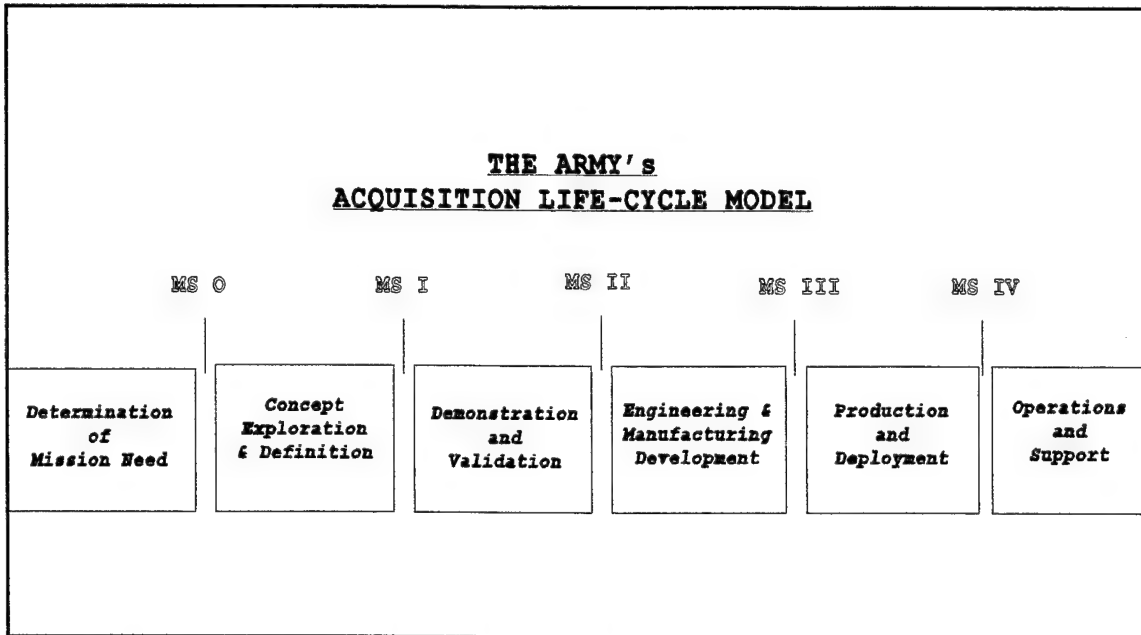 THE ARMY's
ACQUISITION LIFE-CYCLE MODEL
MS O
MS I
MS II
MS III
MS IV
Determination
of
Mission Need
Concept
Exploration
& Definition
Demonstration
and
Validation
Engineering &
Manufacturing
Development
Production
and
Deployment
Operations
and
Support